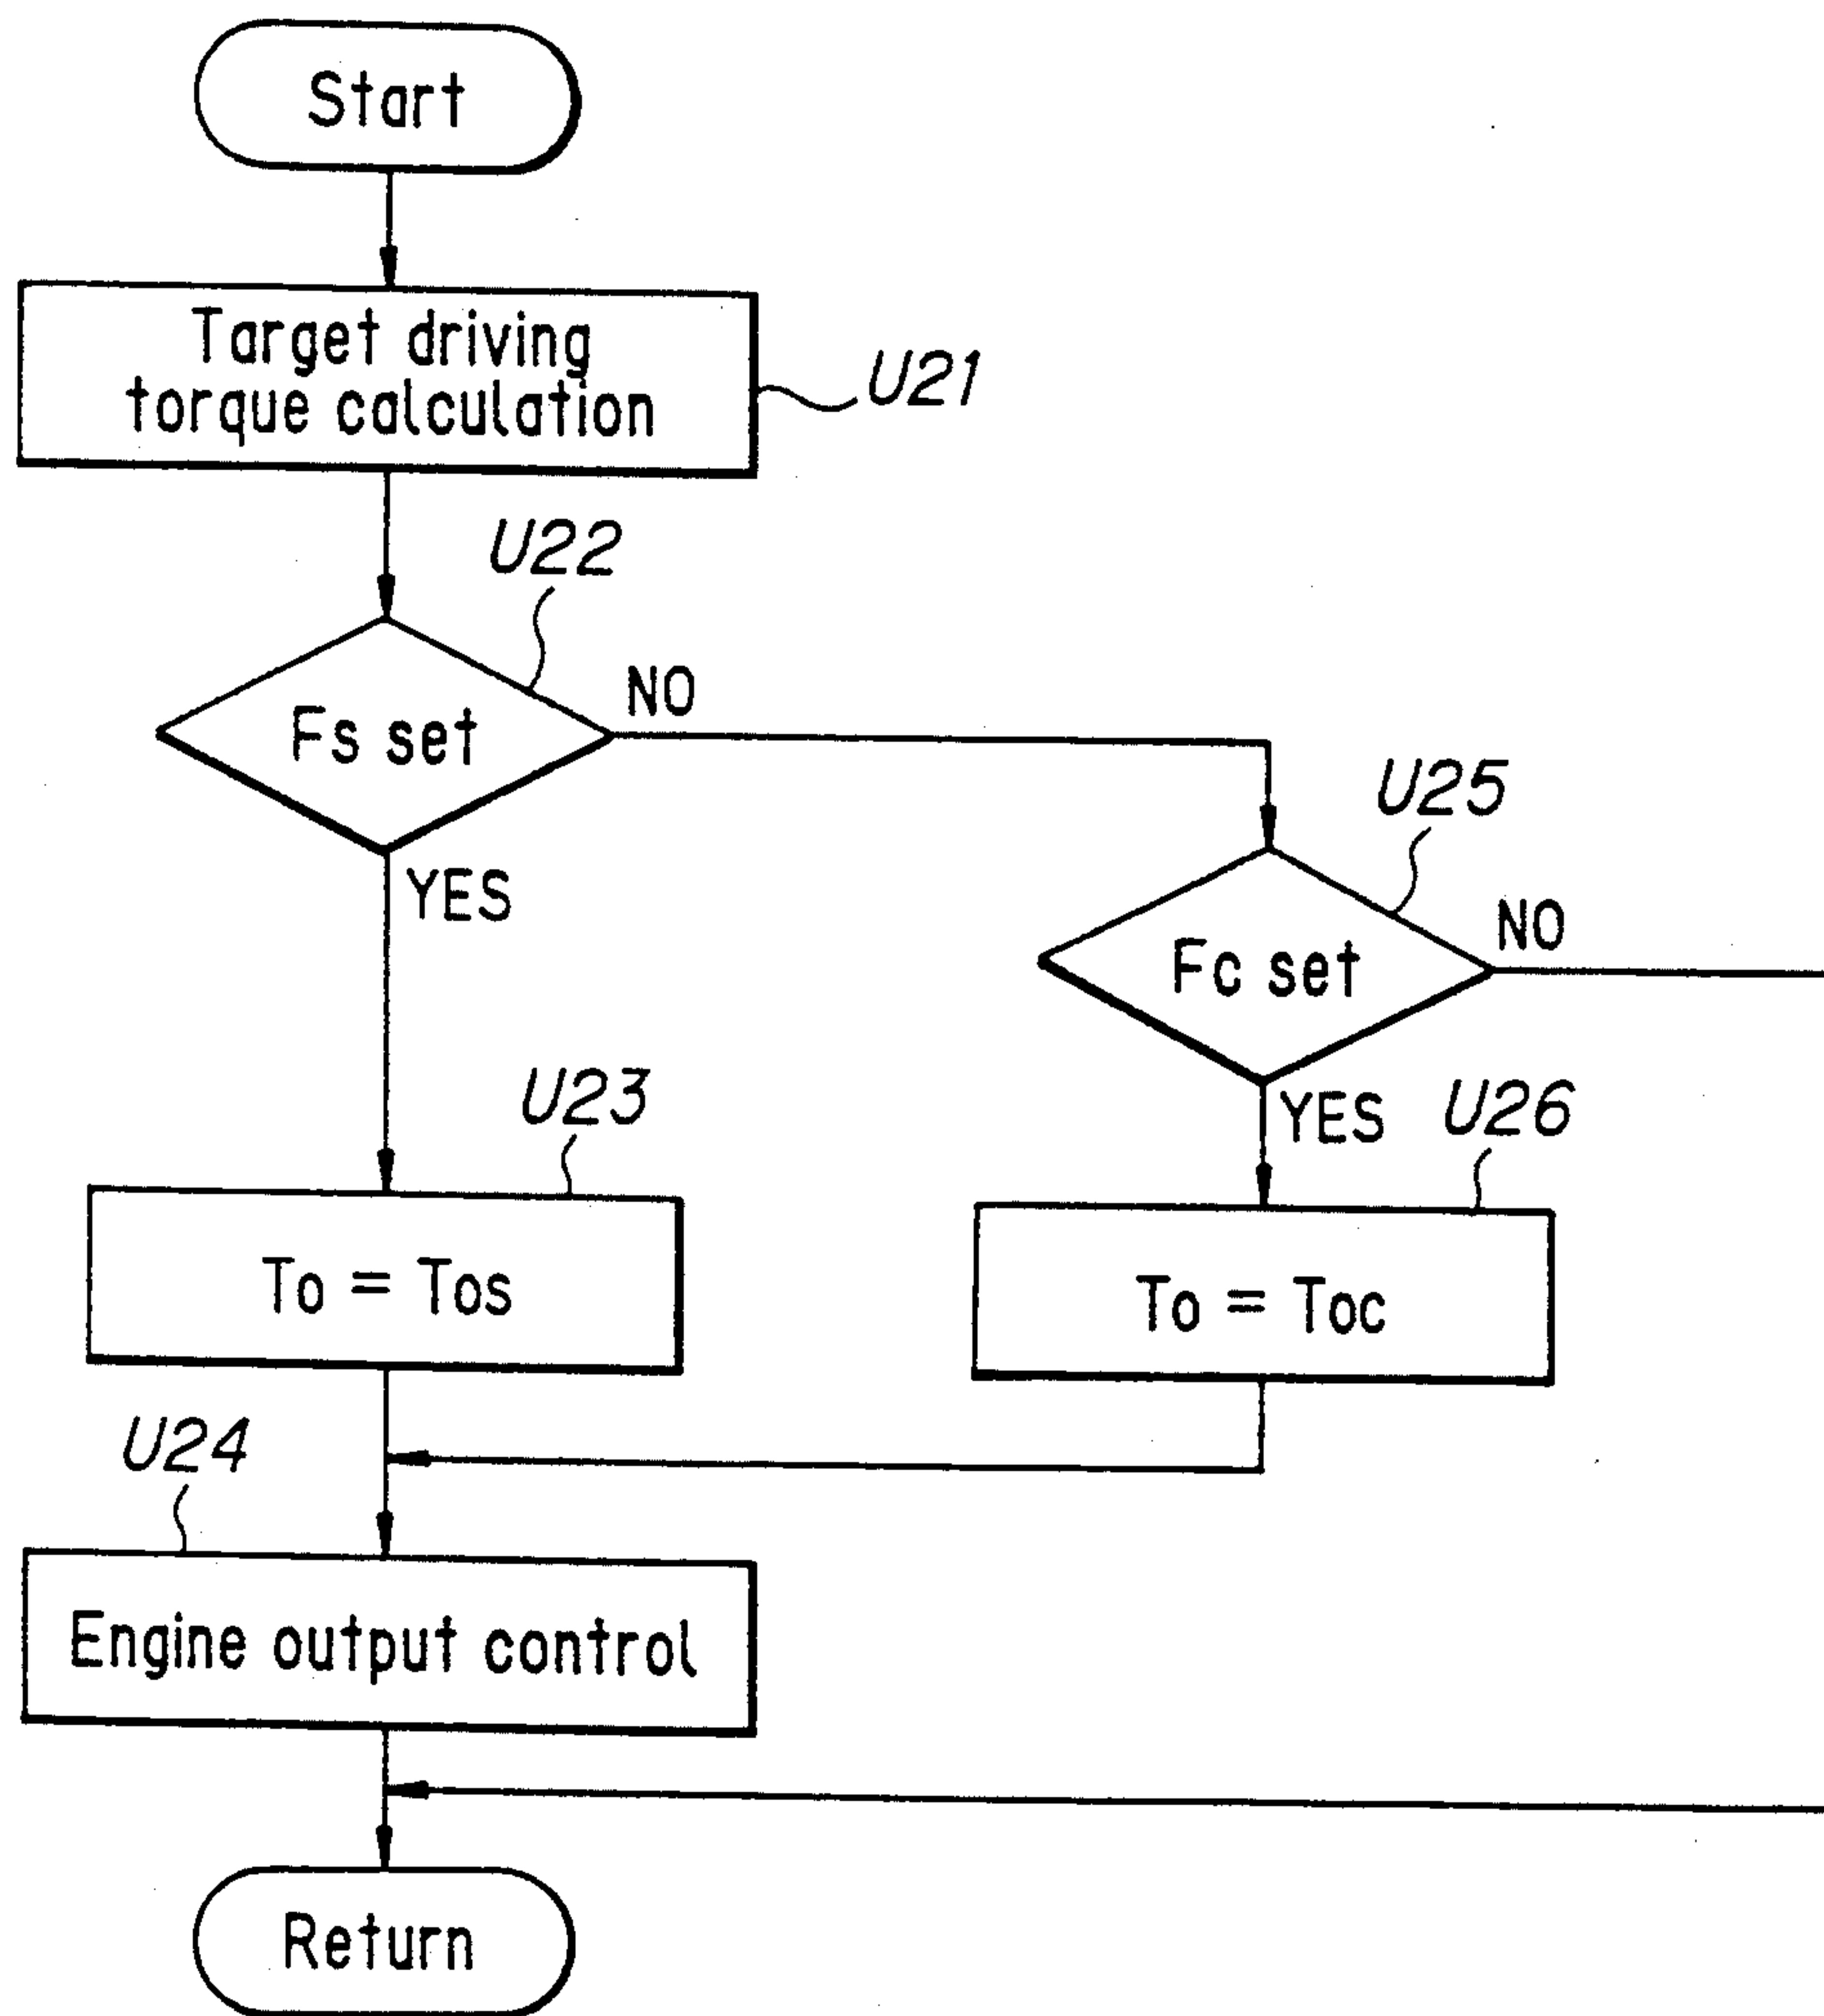 Start
Target driving
torque calculation
U21
U22
Fs set
NO
YES
U25
Fc set
NO
YES
U23
To = Tos
U26
To = Toc
U24
Engine output control
Return